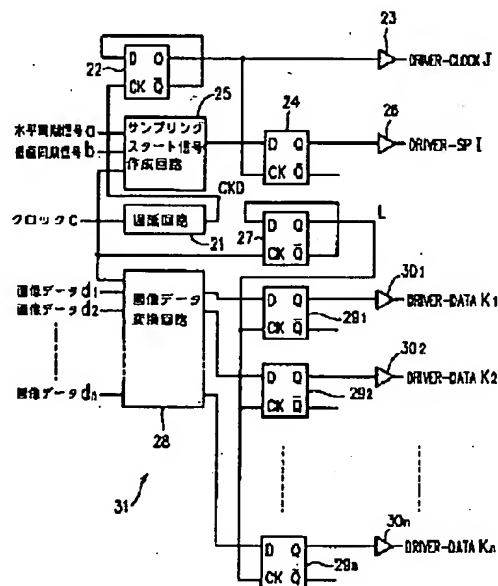 23
D Q
22
CK Q̄
DRIVER-CLOCK J
25
水平同期信号 a
垂直同期信号 b
サンプリング
スタート信号
作成回路
24
D Q
CK Q̄
26
DRIVER-SP I
CKD
クロック C
遅延回路
21
D Q
27
CK Q̄
L
画像データ d1
画像データ d2
画像データ dn
画像データ
変換回路
28
D Q
CK Q̄
291
301
DRIVER-DATA K1
D Q
CK Q̄
292
302
DRIVER-DATA K2
31
D Q
CK Q̄
29n
30n
DRIVER-DATA Kn